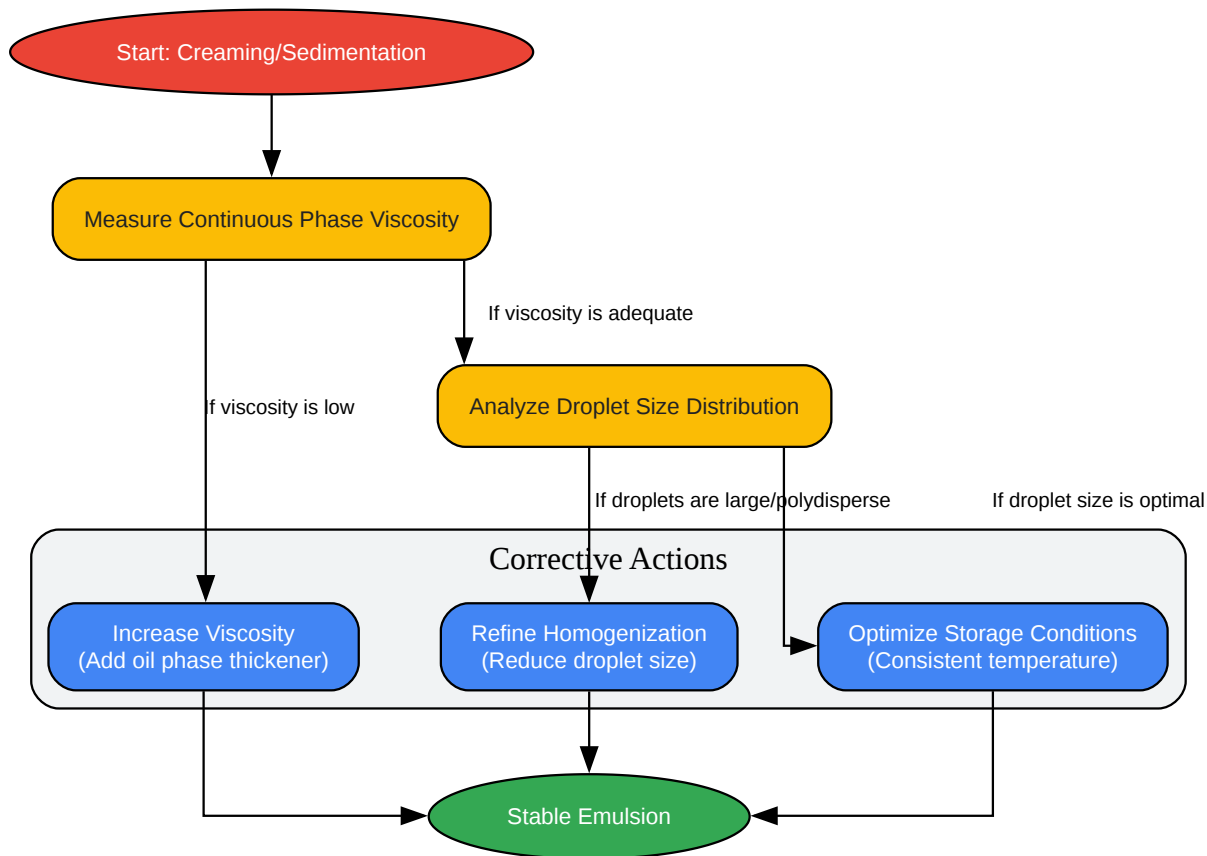 Start: Creaming/Sedimentation
Measure Continuous Phase Viscosity
If viscosity is adequate
If viscosity is low
Analyze Droplet Size Distribution
If droplets are large/polydisperse
If droplet size is optimal
Corrective Actions
Increase Viscosity
(Add oil phase thickener)
Refine Homogenization
(Reduce droplet size)
Optimize Storage Conditions
(Consistent temperature)
Stable Emulsion